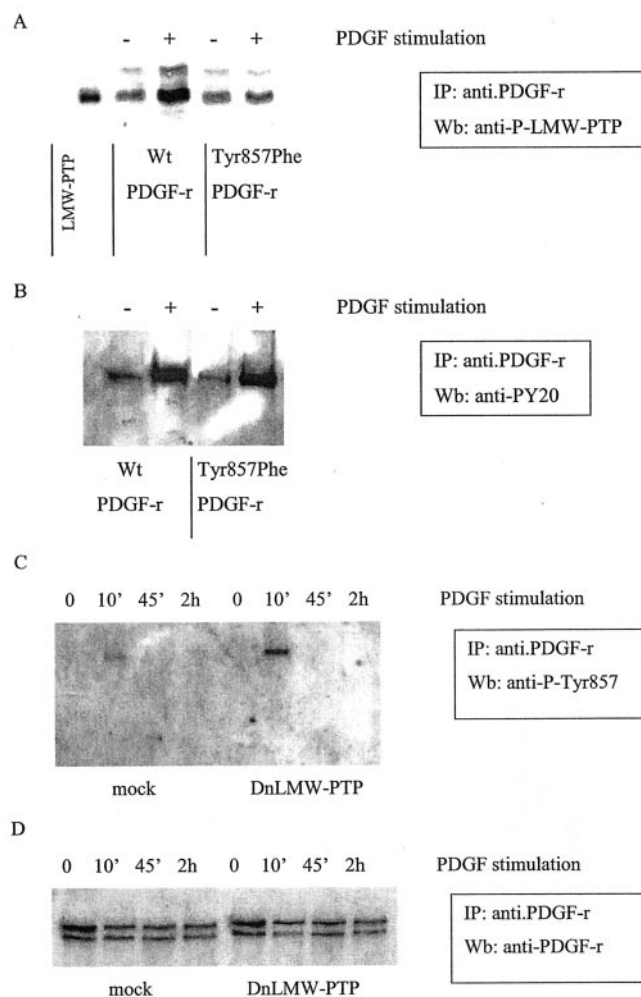 A
- + - + PDGF stimulation
IP: anti.PDGF-r
Wb: anti-P-LMW-PTP
LMW-PTP
Wt Tyr857Phe
PDGF-r PDGF-r
B
- + - + PDGF stimulation
IP: anti.PDGF-r
Wb: anti-PY20
Wt Tyr857Phe
PDGF-r PDGF-r
C
0 10' 45' 2h 0 10' 45' 2h PDGF stimulation
IP: anti.PDGF-r
Wb: anti-P-Tyr857
mock DnLMW-PTP
D
0 10' 45' 2h 0 10' 45' 2h PDGF stimulation
IP: anti.PDGF-r
Wb: anti-PDGF-r
mock DnLMW-PTP